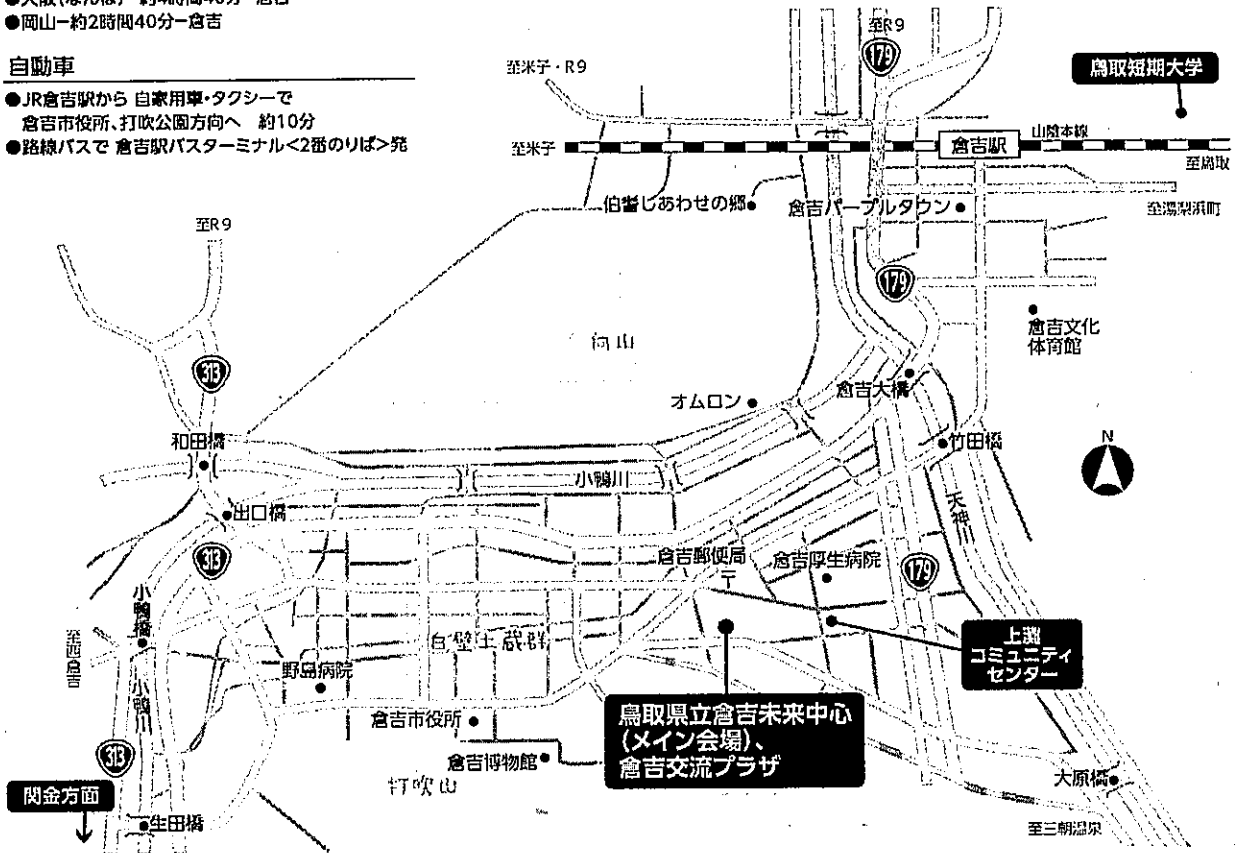 ●岡山ー約2時間40分ー倉吉
自動車
●JR倉吉駅から 自家用車・タクシーで
倉吉市役所、打吹公園方向へ 約10分
●路線バスで 倉吉駅バスターミナル<2番のりば>発
至R9
179
至米子・R9
鳥取短期大学
至米子
倉吉駅
山陰本線
至鳥取
伯耆しあわせの郷
倉吉パープルタウン
至湯梨浜町
至R9
179
倉吉文化
体育館
向山
313
オムロン
倉吉大橋
和田橋
竹田橋
N
小鴨川
出口橋
天神川
313
倉吉郵便局
〒
倉吉厚生病院
179
小鴨橋
至西倉吉
白壁土蔵群
上灘
コミュニティ
センター
野島病院
小鴨川
倉吉市役所
鳥取県立倉吉未来中心
(メイン会場)、
倉吉交流プラザ
313
倉吉博物館
打吹山
大原橋
関金方面
生田橋
至三朝温泉